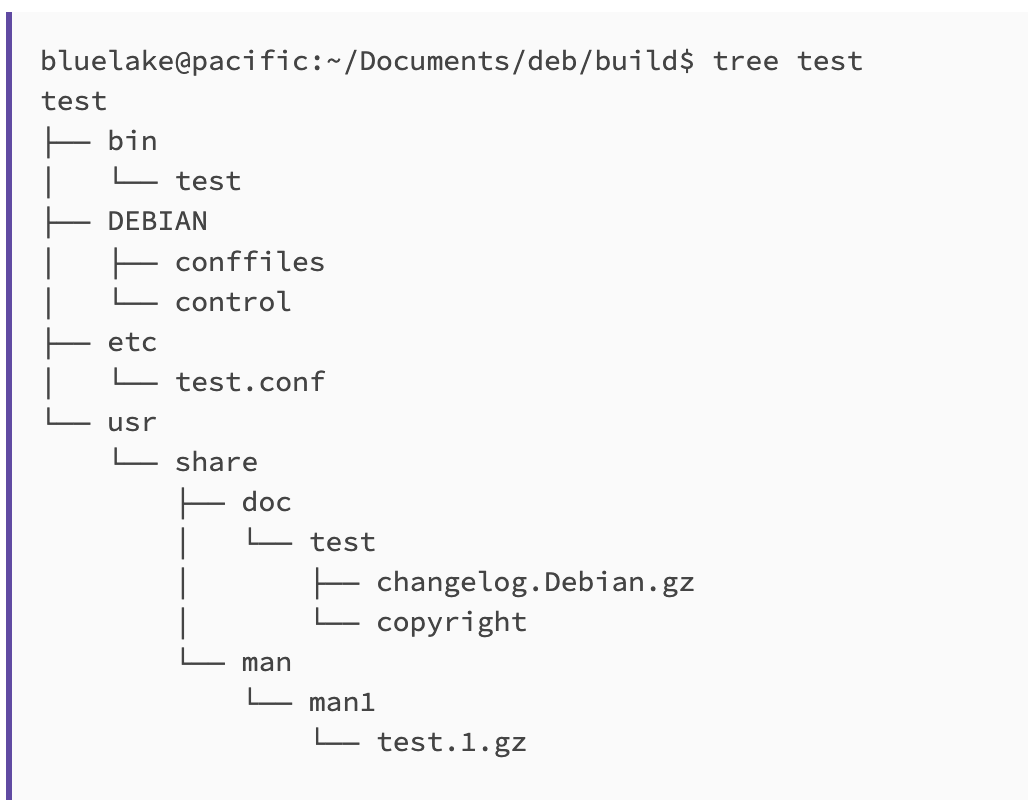 bluelake@pacific:~/Documents/deb/build$ tree test
test
├── bin
│   └── test
├── DEBIAN
│   ├── conffiles
│   └── control
├── etc
│   └── test.conf
└── usr
    └── share
        ├── doc
        │   └── test
        │       ├── changelog.Debian.gz
        │       └── copyright
        └── man
            └── man1
                └── test.1.gz